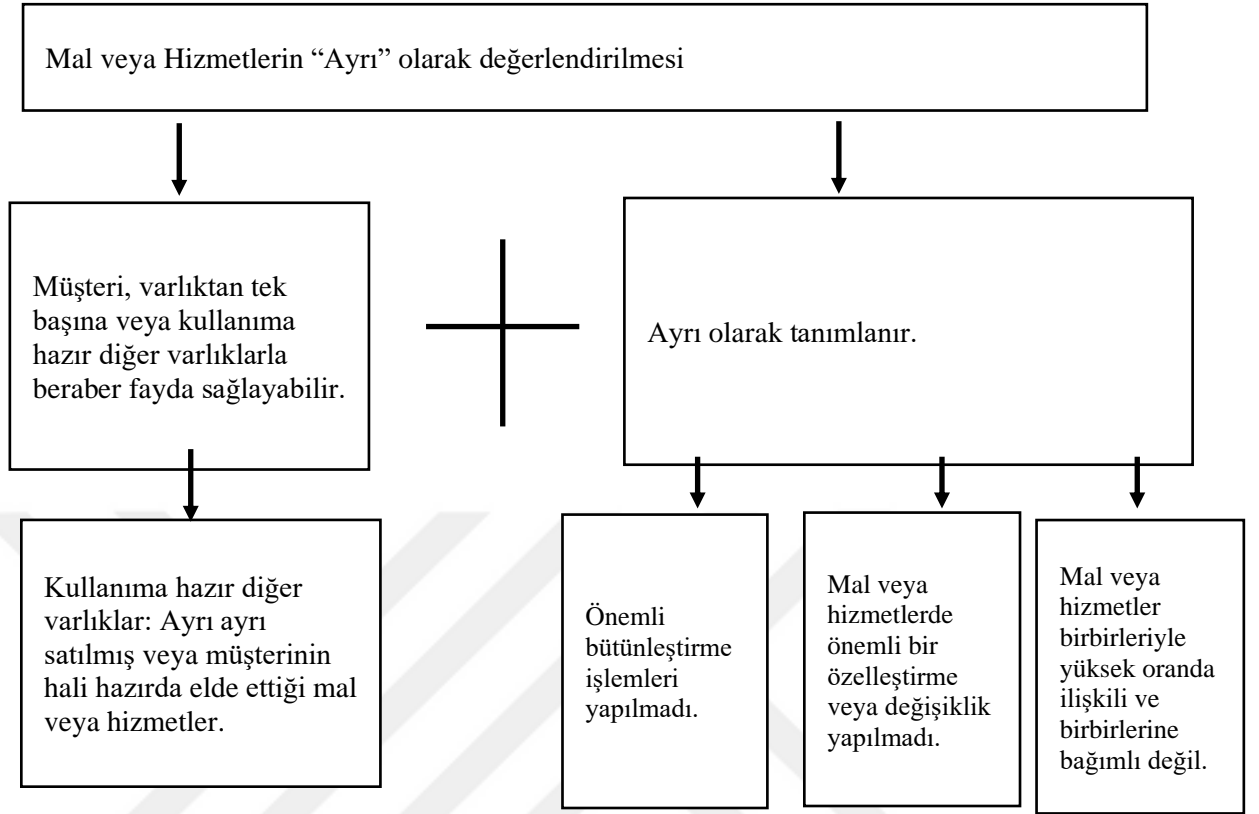 Mal veya Hizmetlerin “Ayrı” olarak değerlendirilmesi
Müşteri, varlıktan tek
başına veya kullanıma
hazır diğer varlıklarla
beraber fayda sağlayabilir.
Ayrı olarak tanımlanır.
Kullanıma hazır diğer
varlıklar: Ayrı ayrı
satılmış veya müşterinin
hali hazırda elde ettiği mal
veya hizmetler.
Önemli
bütünleştirme
işlemleri
yapılmadı.
Mal veya
hizmetlerde
önemli bir
özelleştirme
veya değişiklik
yapılmadı.
Mal veya
hizmetler
birbirleriyle
yüksek oranda
ilişkili ve
birbirlerine
bağımlı değil.